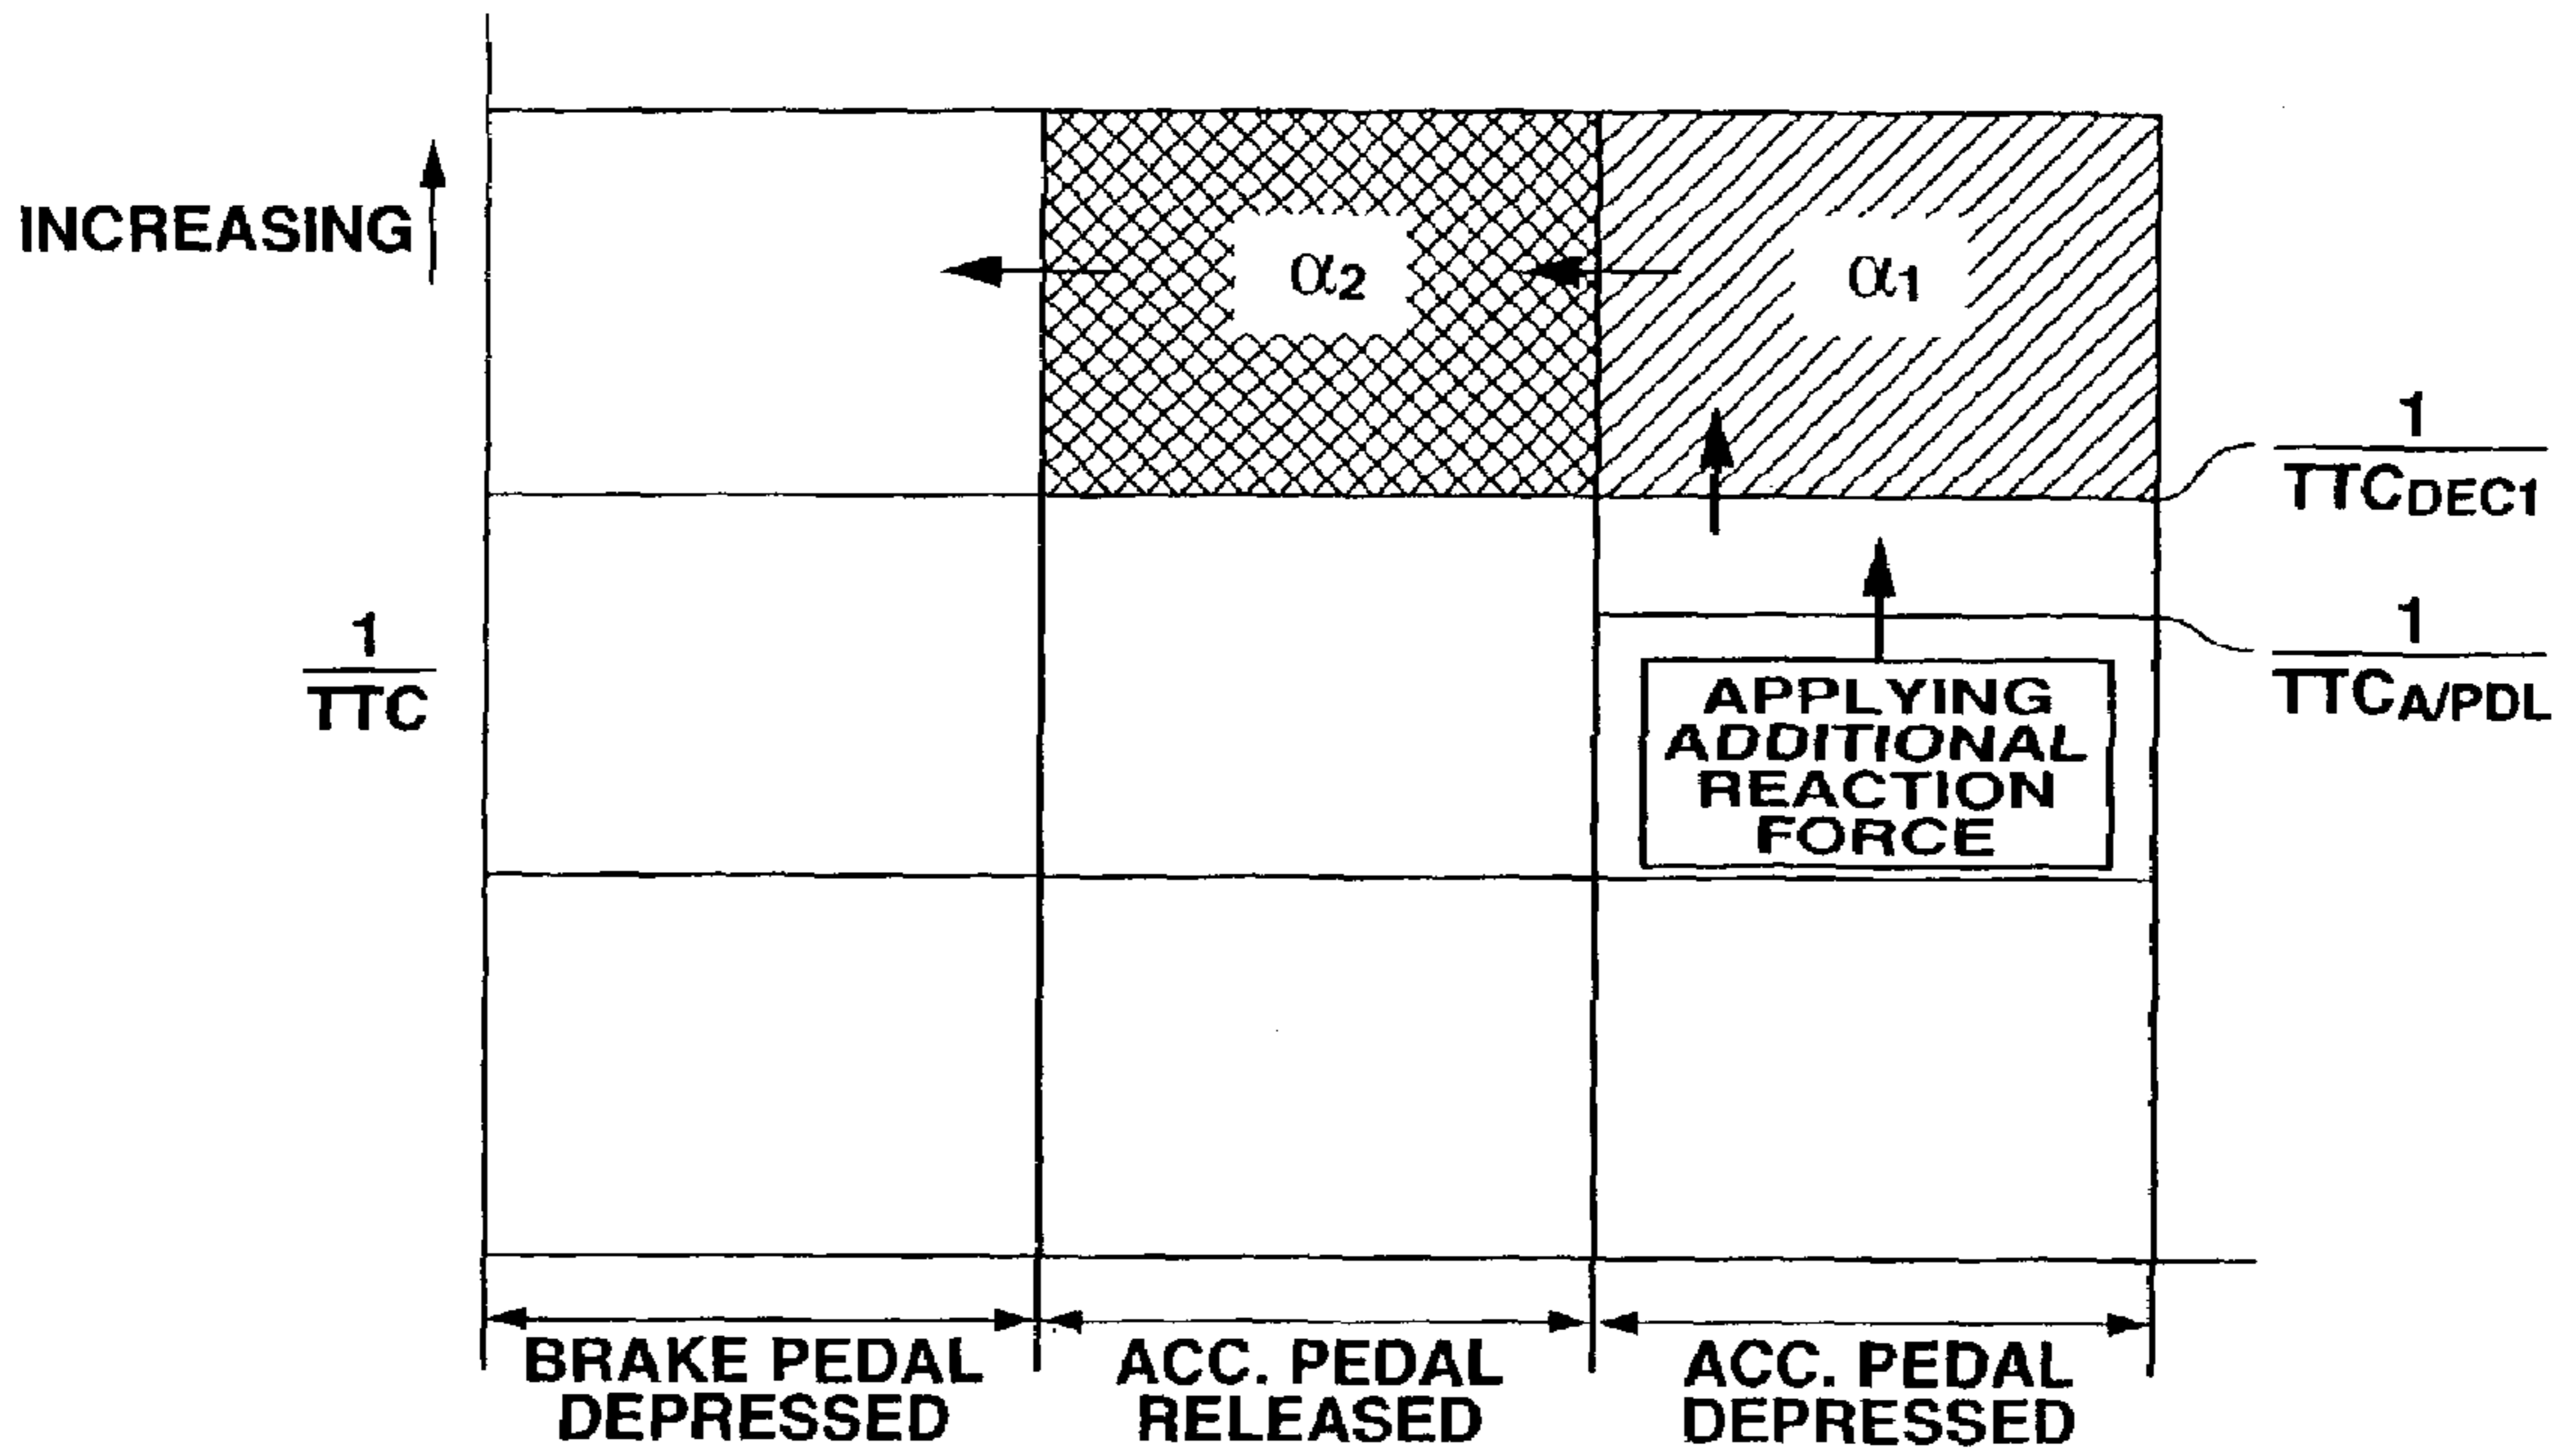 INCREASING
α2
α1
1
TTCDEC1
1
TTC
1
TTCA/PDL
APPLYING
ADDITIONAL
REACTION
FORCE
BRAKE PEDAL
DEPRESSED
ACC. PEDAL
RELEASED
ACC. PEDAL
DEPRESSED